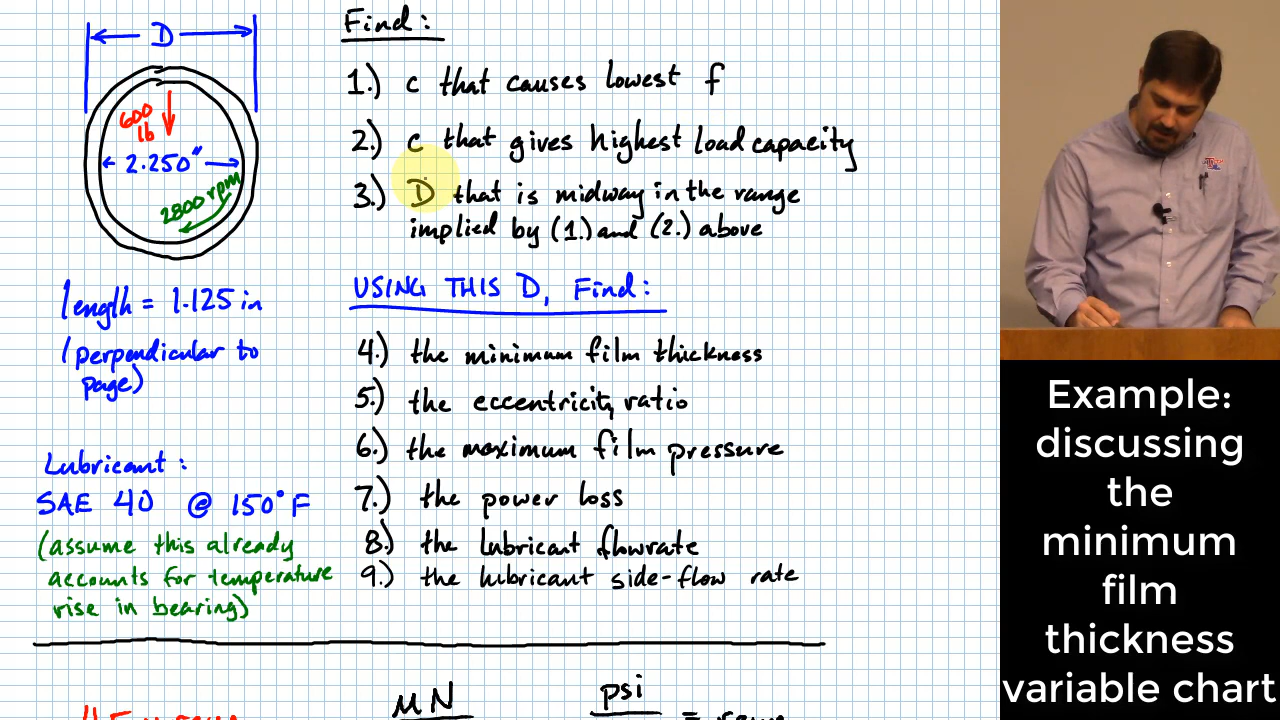 D
600
lb
2.250"
2800 rpm
length = 1.125 in
(perpendicular to
page)
Lubricant:
SAE 40 @ 150°F
(assume this already
accounts for temperature
rise in bearing)
Find:
1.) c that causes lowest f
2.) c that gives highest load capacity
3.) D that is midway in the range
implied by (1.) and (2.) above
USING THIS D, Find:
4.) the minimum film thickness
5.) the eccentricity ratio
6.) the maximum film pressure
7.) the power loss
8.) the lubricant flowrate
9.) the lubricant side-flow rate
μN
psi
=
Example:
discussing
the
minimum
film
thickness
variable chart